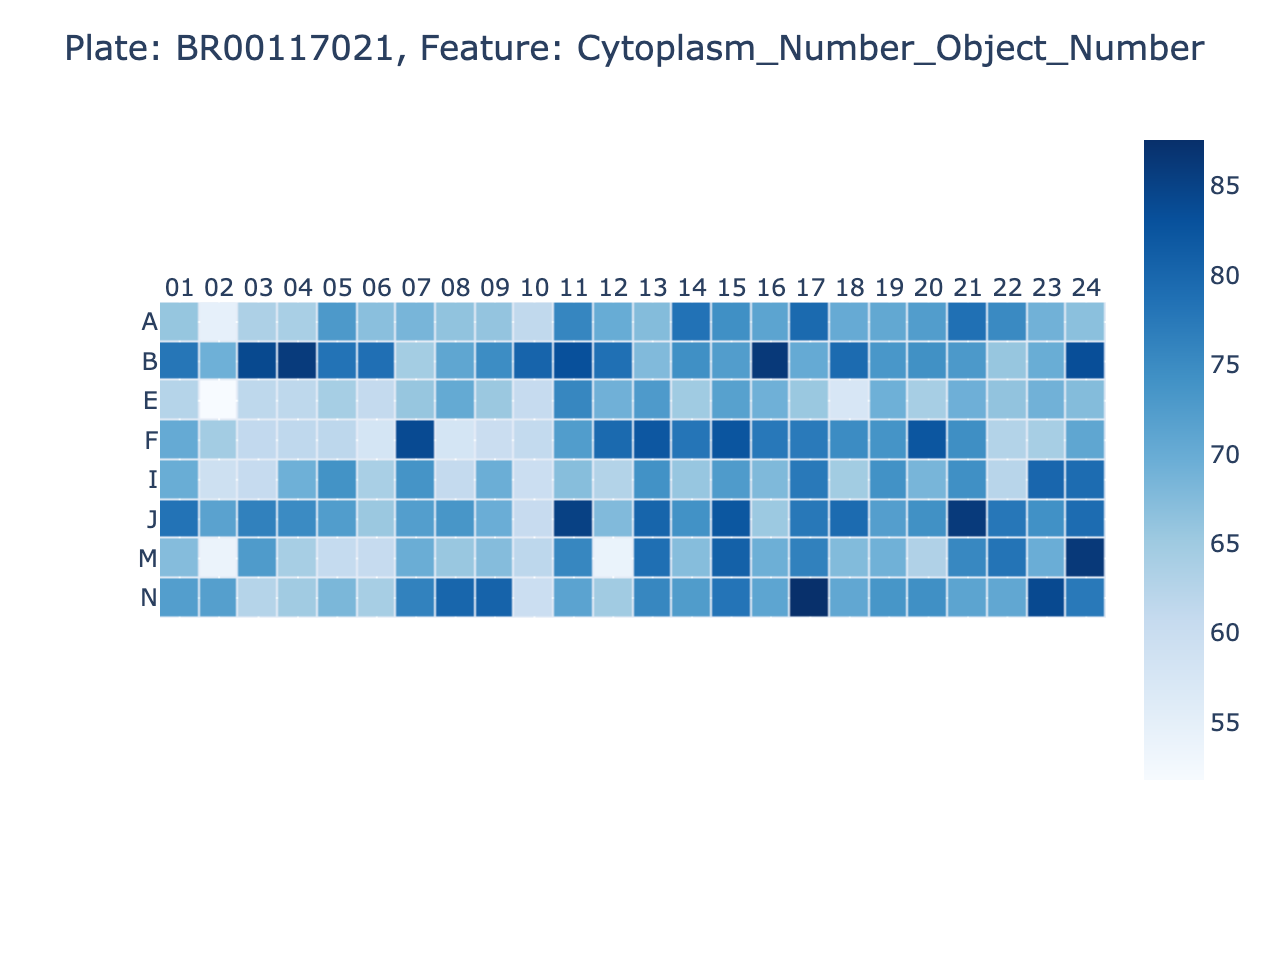 Plate: BR00117021, Feature: Cytoplasm_Number_Object_Number
01 02 03 04 05 06 07 08 09 10 11 12 13 14 15 16 17 18 19 20 21 22 23 24
A
B
E
F
I
J
M
N
85
80
75
70
65
60
55